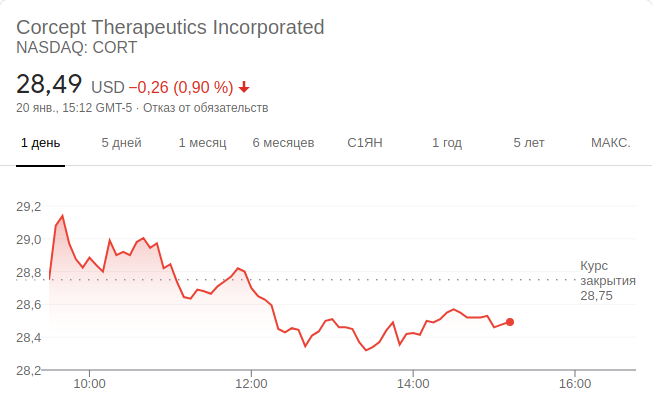 Corcept Therapeutics Incorporated
NASDAQ: CORT
28,49 USD −0,26 (0,90 %)
20 янв., 15:12 GMT-5 · Отказ от обязательств
1 день 5 дней 1 месяц 6 месяцев С1ЯН 1 год 5 лет МАКС.
29,2
29,0
28,8
28,6
28,4
28,2
Курс
закрытия
28,75
10:00 12:00 14:00 16:00